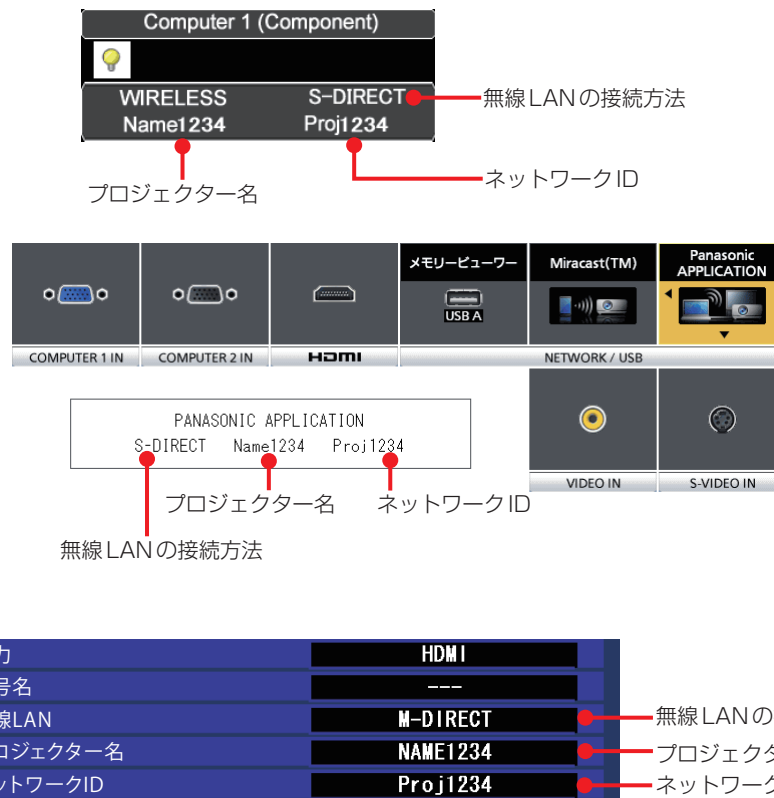 Computer 1 (Component)
WIRELESS S-DIRECT
無線LANの接続方法
Name1234 Proj1234
ネットワークID
プロジェクター名
メモリービューワー
Miracast(TM)
Panasonic
APPLICATION
USB A
COMPUTER 1 IN
COMPUTER 2 IN
HDMI
NETWORK / USB
PANASONIC APPLICATION
S-DIRECT Name1234 Proj1234
VIDEO IN
S-VIDEO IN
プロジェクター名
ネットワークID
無線LANの接続方法
力 HDMI
号名 ---
線LAN M-DIRECT
無線LANの
ロジェクター名 NAME1234
プロジェクタ
ットワークID Proj1234
ネットワーク